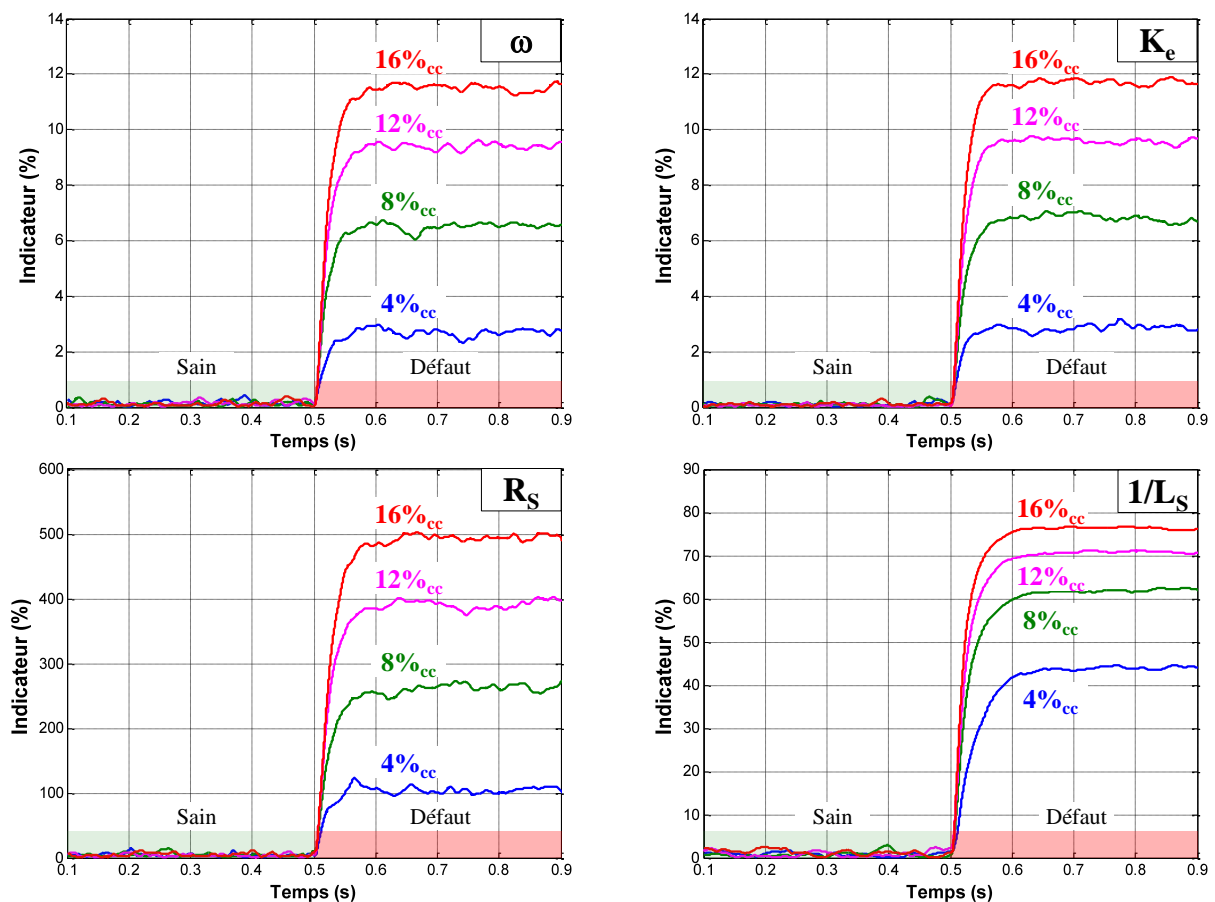 ω
14
12
10
8
6
4
2
0
Indicateur (%)
16%cc
12%cc
8%cc
4%cc
Sain
Défaut
0.1 0.2 0.3 0.4 0.5 0.6 0.7 0.8 0.9
Temps (s)
Ke
14
12
10
8
6
4
2
0
Indicateur (%)
16%cc
12%cc
8%cc
4%cc
Sain
Défaut
0.1 0.2 0.3 0.4 0.5 0.6 0.7 0.8 0.9
Temps (s)
RS
600
500
400
300
200
100
0
Indicateur (%)
16%cc
12%cc
8%cc
4%cc
Sain
Défaut
0.1 0.2 0.3 0.4 0.5 0.6 0.7 0.8 0.9
Temps (s)
1/LS
90
80
70
60
50
40
30
20
10
0
Indicateur (%)
16%cc
12%cc
8%cc
4%cc
Sain
Défaut
0.1 0.2 0.3 0.4 0.5 0.6 0.7 0.8 0.9
Temps (s)